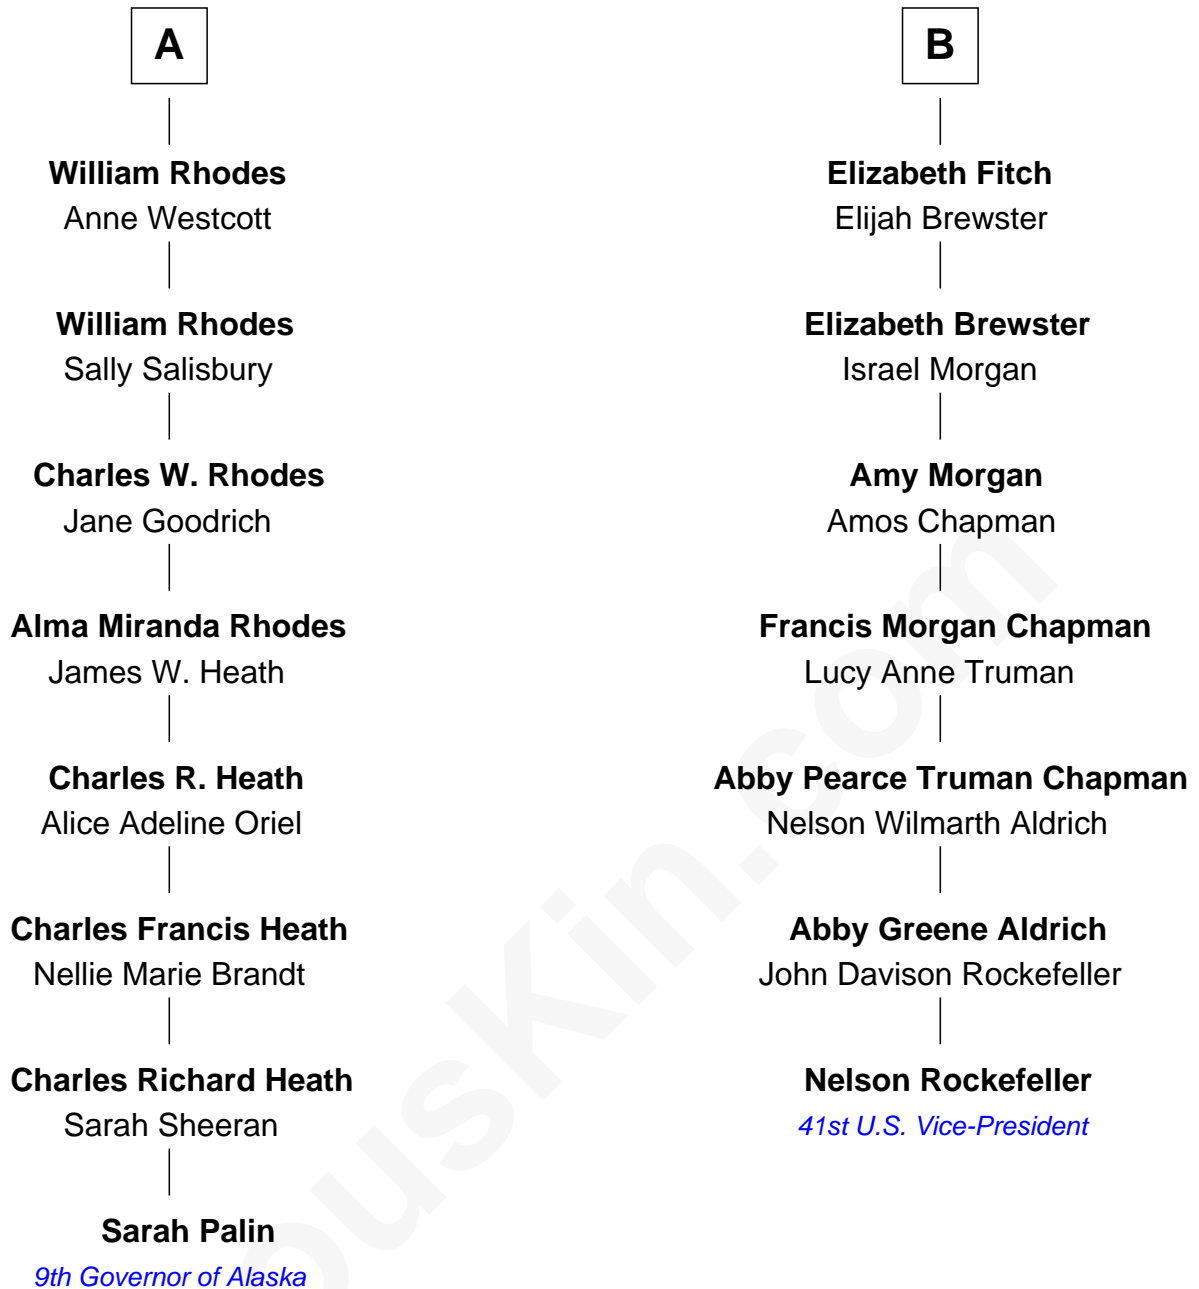 A
William Rhodes
Anne Westcott
William Rhodes
Sally Salisbury
Charles W. Rhodes
Jane Goodrich
Alma Miranda Rhodes
James W. Heath
Charles R. Heath
Alice Adeline Oriel
Charles Francis Heath
Nellie Marie Brandt
Charles Richard Heath
Sarah Sheeran
Sarah Palin
9th Governor of Alaska
B
Elizabeth Fitch
Elijah Brewster
Elizabeth Brewster
Israel Morgan
Amy Morgan
Amos Chapman
Francis Morgan Chapman
Lucy Anne Truman
Abby Pearce Truman Chapman
Nelson Wilmarth Aldrich
Abby Greene Aldrich
John Davison Rockefeller
Nelson Rockefeller
41st U.S. Vice-President
ousKin.com